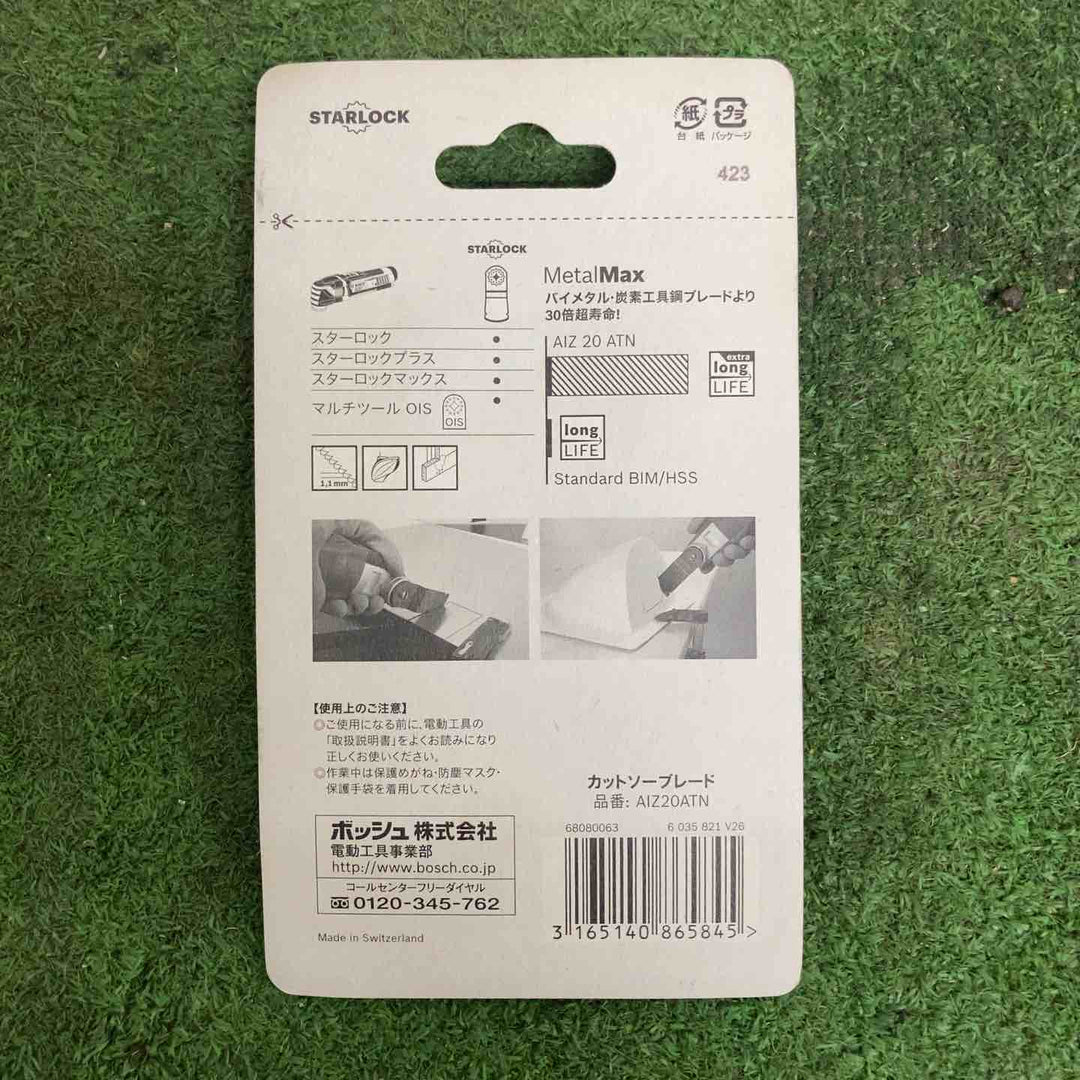 STARLOCK
紙 プラ
台 紙 パッケージ
423
STARLOCK
MetalMax
バイメタル・炭素工具鋼ブレードより
30倍超寿命!
スターロック
スターロックプラス
スターロックマックス
マルチツール OIS
OIS
1,1mm
AIZ 20 ATN
extra
long
LIFE
long
LIFE
Standard BIM/HSS
【使用上のご注意】
◎ご使用になる前に、電動工具の
「取扱説明書」をよくお読みになり
正しくお使いください。
◎作業中は保護めがね・防塵マスク・
保護手袋を着用してください。
ボッシュ 株式会社
電動工具事業部
http://www.bosch.co.jp
コールセンターフリーダイヤル
0120-345-762
Made in Switzerland
カットソーブレード
品番: AIZ20ATN
68080063 6 035 821 V26
3 165140 865845 >